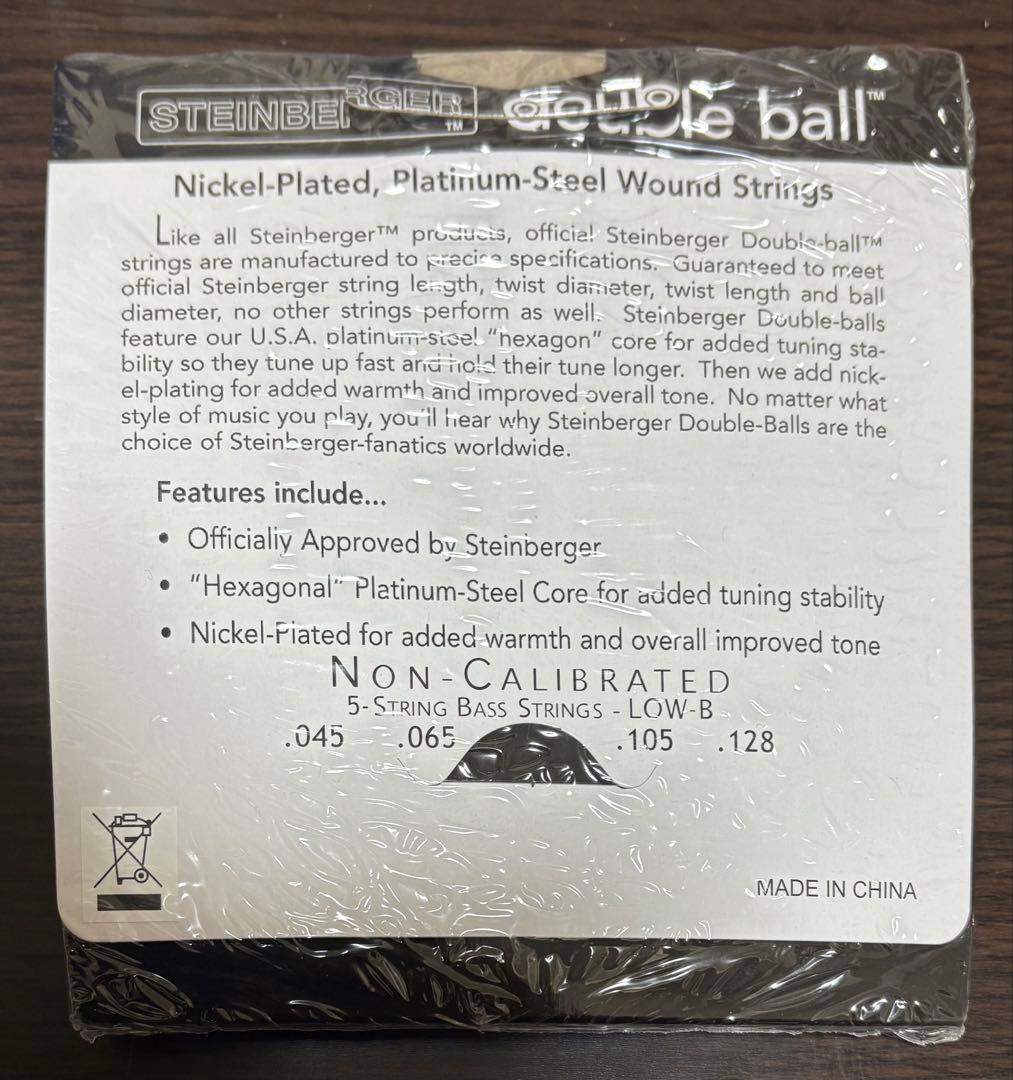 STEINBERGER™ double ball™
Nickel-Plated, Platinum-Steel Wound Strings
Like all Steinberger™ products, official Steinberger Double-ball™
strings are manufactured to precise specifications. Guaranteed to meet
official Steinberger string length, twist diameter, twist length and ball
diameter, no other strings perform as well. Steinberger Double-balls
feature our U.S.A. platinum-steel "hexagon" core for added tuning sta-
bility so they tune up fast and hold their tune longer. Then we add nick-
el-plating for added warmth and improved overall tone. No matter what
style of music you play, you'll hear why Steinberger Double-Balls are the
choice of Steinberger-fanatics worldwide.
Features include...
• Officially Approved by Steinberger
• "Hexagonal" Platinum-Steel Core for added tuning stability
• Nickel-Plated for added warmth and overall improved tone
NON-CALIBRATED
5-STRING BASS STRINGS - LOW-B
.045 .065 .105 .128
MADE IN CHINA